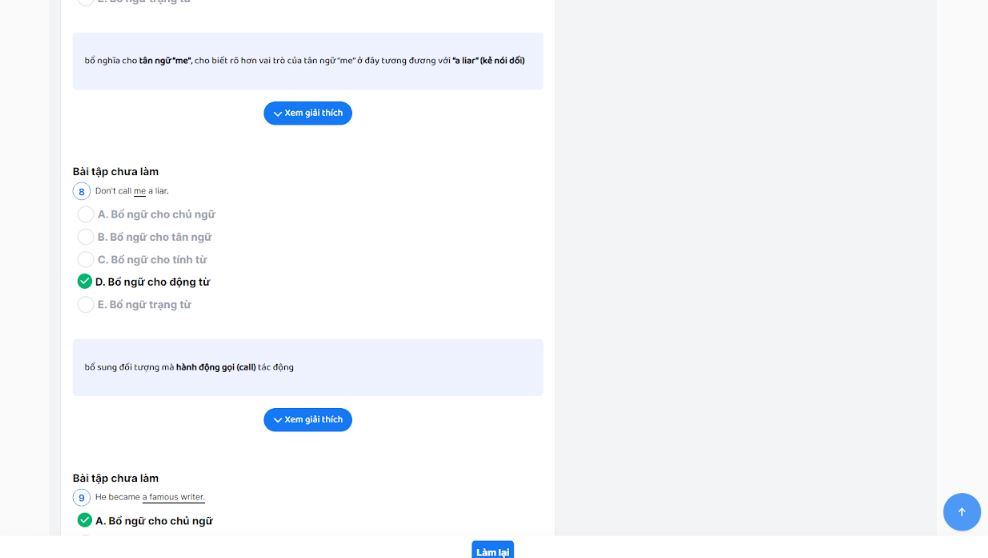 E. Bổ ngữ trạng từ
bổ nghĩa cho tân ngữ "me", cho biết rõ hơn vai trò của tân ngữ "me" ở đây tương đương với "a liar" (kẻ nói dối)
Xem giải thích
Bài tập chưa làm
8 Don't call me a liar.
A. Bổ ngữ cho chủ ngữ
B. Bổ ngữ cho tân ngữ
C. Bổ ngữ cho tính từ
D. Bổ ngữ cho động từ
E. Bổ ngữ trạng từ
bổ sung đối tượng mà hành động gọi (call) tác động
Xem giải thích
Bài tập chưa làm
9 He became a famous writer.
A. Bổ ngữ cho chủ ngữ
Làm lại